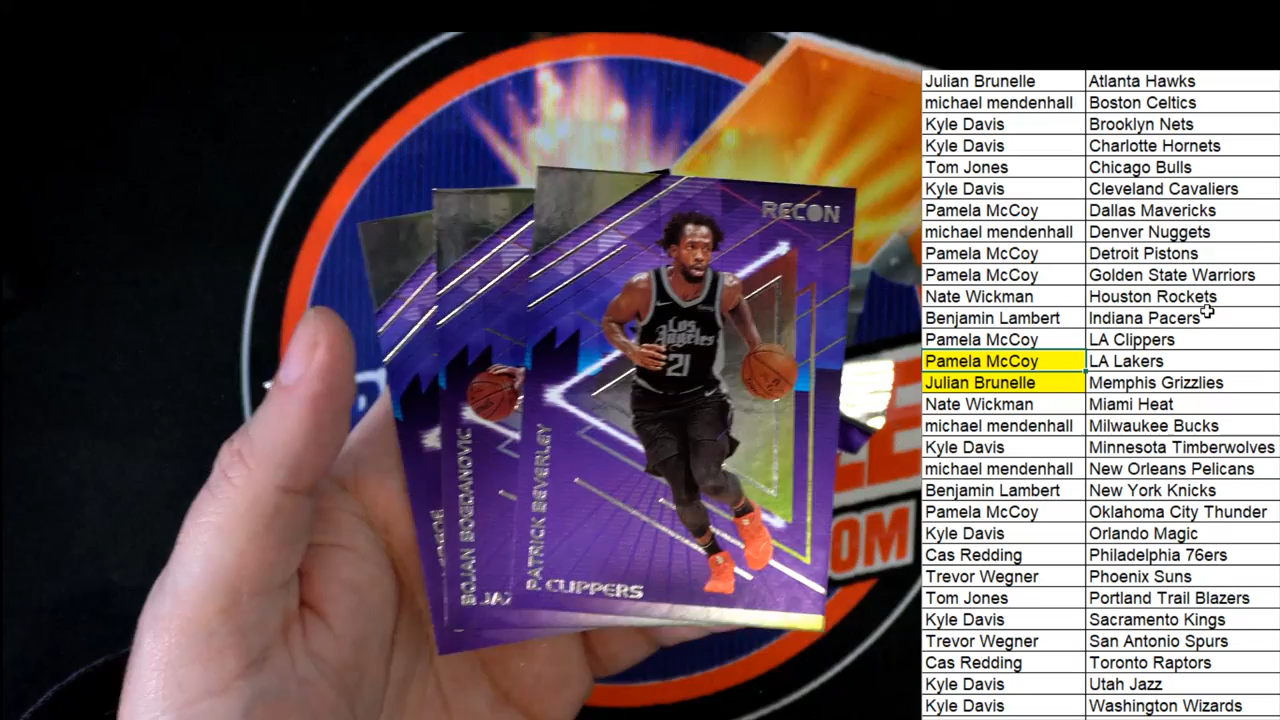 RECON
Los
Angeles
21
PATRICK BEVERLEY
CLIPPERS
BOJAN BOGDANOVIC
JAZ
OM
Julian Brunelle Atlanta Hawks
michael mendenhall Boston Celtics
Kyle Davis Brooklyn Nets
Kyle Davis Charlotte Hornets
Tom Jones Chicago Bulls
Kyle Davis Cleveland Cavaliers
Pamela McCoy Dallas Mavericks
michael mendenhall Denver Nuggets
Pamela McCoy Detroit Pistons
Pamela McCoy Golden State Warriors
Nate Wickman Houston Rockets
Benjamin Lambert Indiana Pacers
Pamela McCoy LA Clippers
Pamela McCoy LA Lakers
Julian Brunelle Memphis Grizzlies
Nate Wickman Miami Heat
michael mendenhall Milwaukee Bucks
Kyle Davis Minnesota Timberwolves
michael mendenhall New Orleans Pelicans
Benjamin Lambert New York Knicks
Pamela McCoy Oklahoma City Thunder
Kyle Davis Orlando Magic
Cas Redding Philadelphia 76ers
Trevor Wegner Phoenix Suns
Tom Jones Portland Trail Blazers
Kyle Davis Sacramento Kings
Trevor Wegner San Antonio Spurs
Cas Redding Toronto Raptors
Kyle Davis Utah Jazz
Kyle Davis Washington Wizards